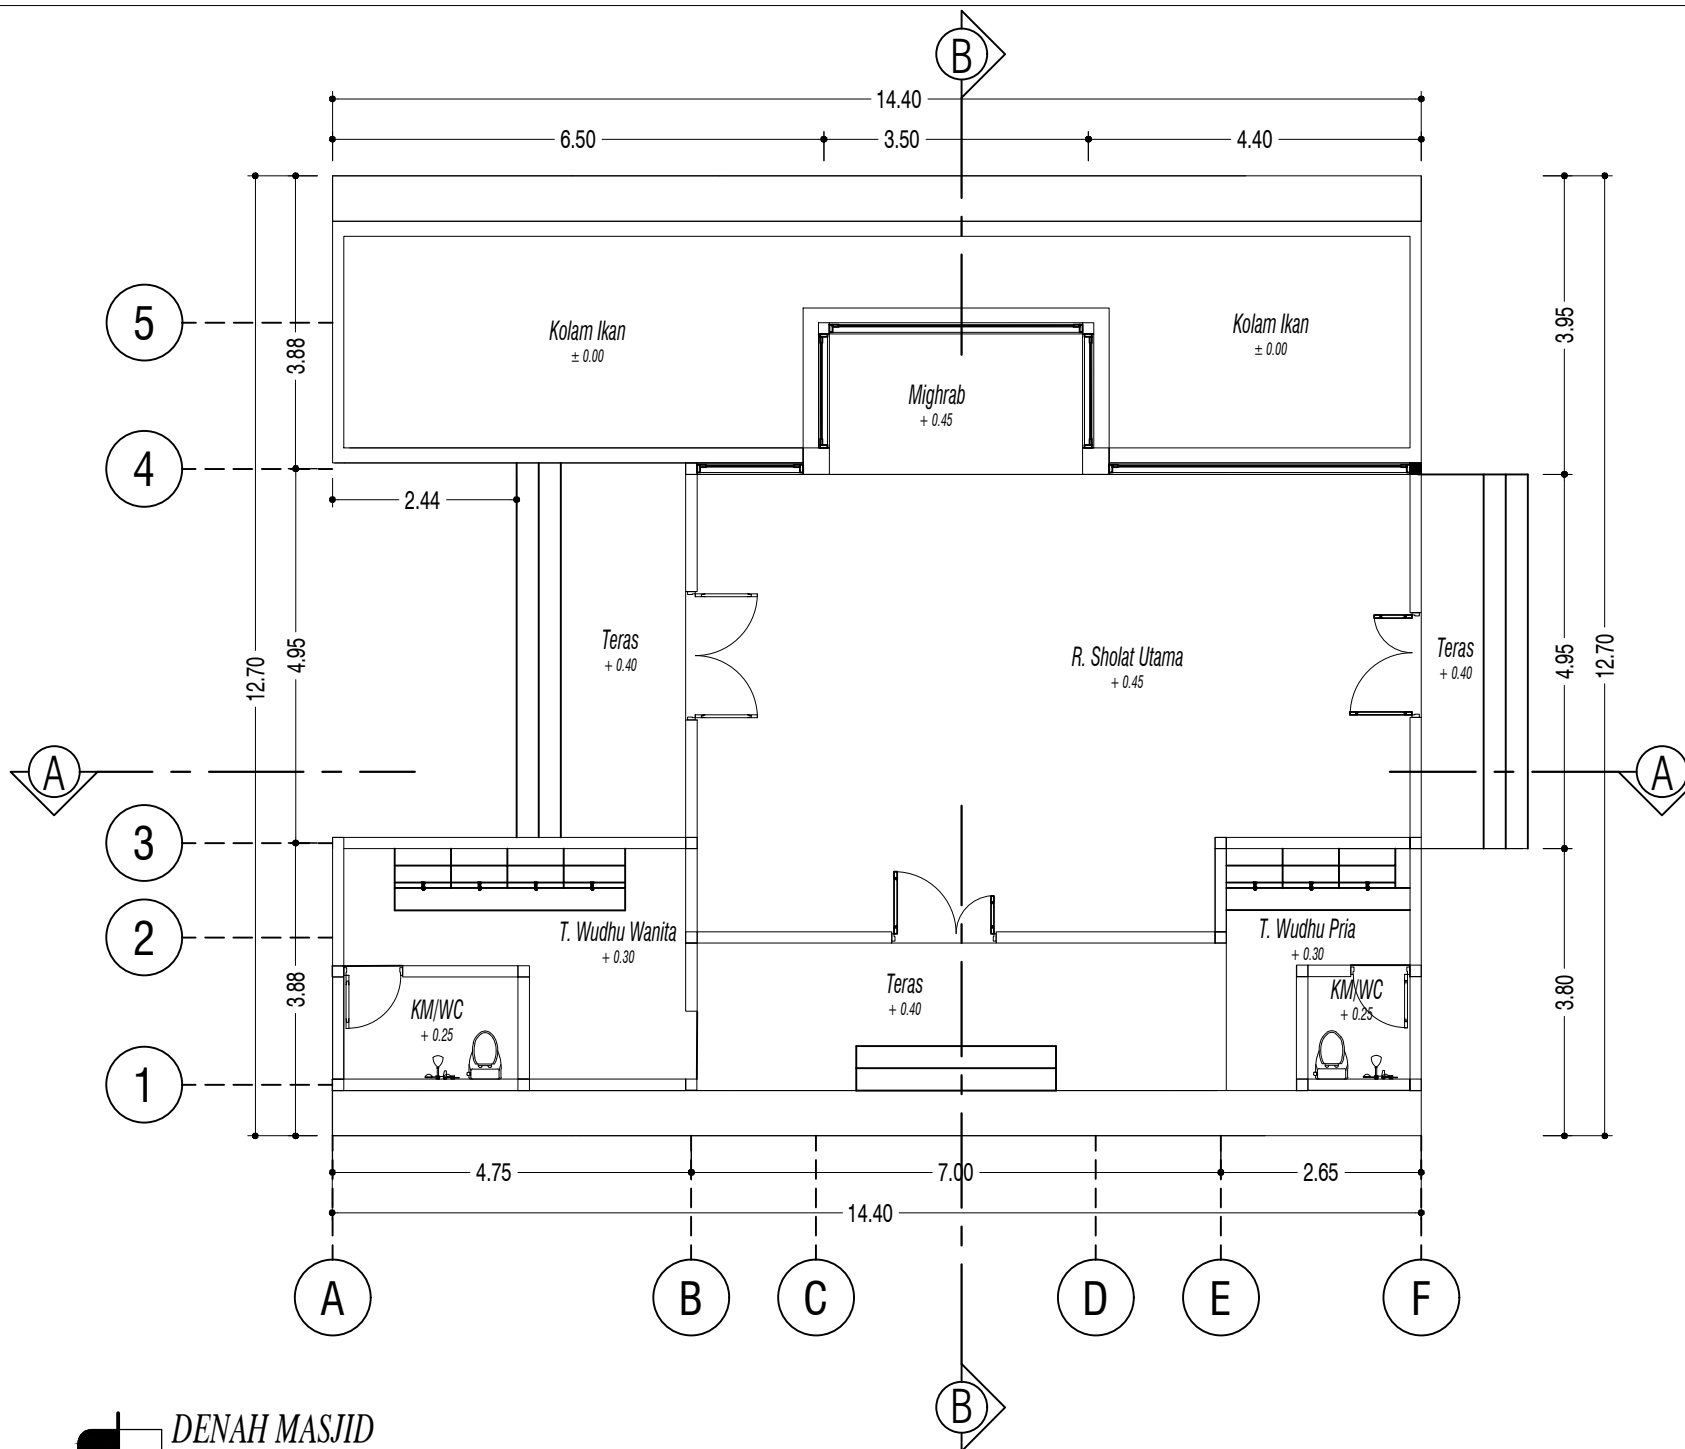 B
14.40
6.50
3.50
4.40
5
3.88
Kolam Ikan
± 0.00
Kolam Ikan
± 0.00
3.95
Mighrab
+ 0.45
4
2.44
12.70
4.95
Teras
+ 0.40
R. Sholat Utama
+ 0.45
Teras
+ 0.40
4.95
12.70
A
A
3
2
T. Wudhu Wanita
+ 0.30
T. Wudhu Pria
+ 0.30
3.88
KM/WC
+ 0.25
Teras
+ 0.40
KM/WC
+ 0.25
3.80
1
4.75
7.00
2.65
14.40
A
B
C
D
E
F
B
DENAH MASJID